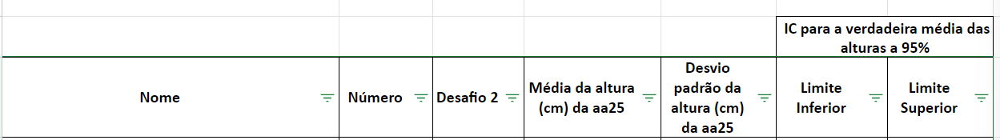 IC para a verdadeira média das
alturas a 95%
Nome
Número
Desafio 2
Média da altura
(cm) da aa25
Desvio
padrão da
altura (cm)
da aa25
Limite
Inferior
Limite
Superior